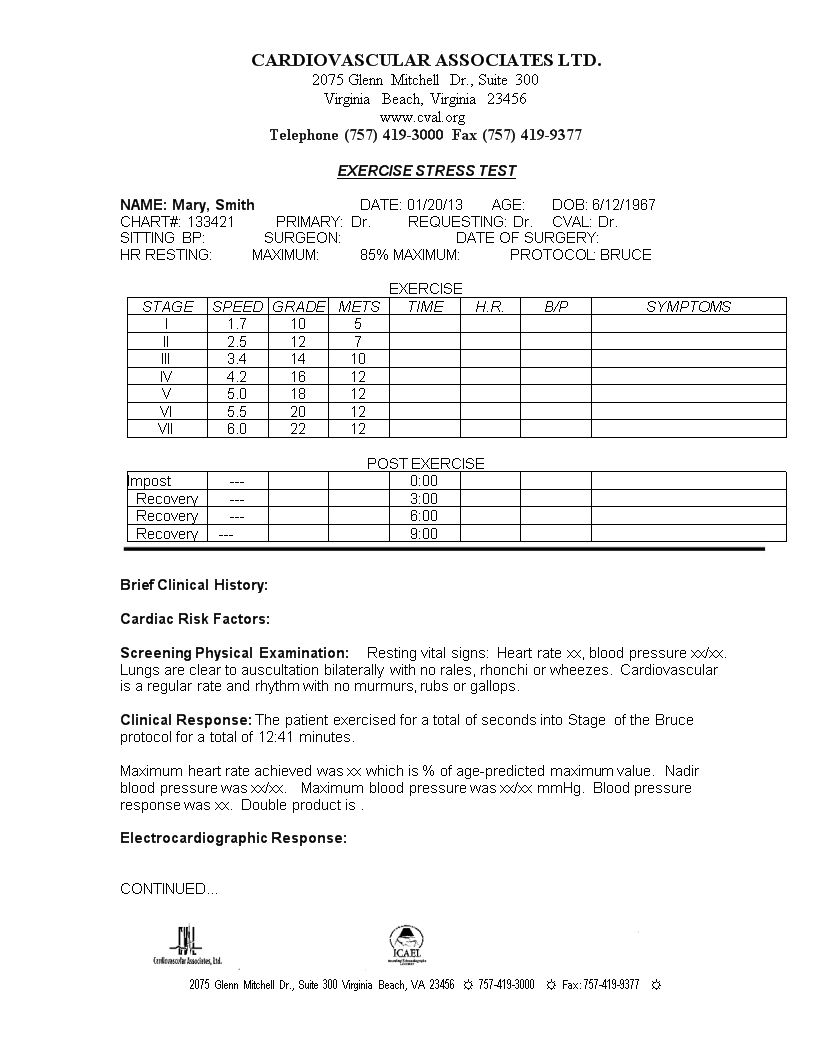 CARDIOVASCULAR ASSOCIATES LTD.
2075 Glenn Mitchell Dr., Suite 300
Virginia Beach, Virginia 23456
www.cval.org
Telephone (757) 419-3000 Fax (757) 419-9377
EXERCISE STRESS TEST
NAME: Mary, Smith DATE: 01/20/13 AGE: DOB: 6/12/1967
CHART#: 133421 PRIMARY: Dr. REQUESTING: Dr. CVAL: Dr.
SITTING BP: SURGEON: DATE OF SURGERY:
HR RESTING: MAXIMUM: 85% MAXIMUM: PROTOCOL: BRUCE
EXERCISE
STAGE SPEED GRADE METS TIME H.R. B/P SYMPTOMS
I 1.7 10 5
II 2.5 12 7
III 3.4 14 10
IV 4.2 16 12
V 5.0 18 12
VI 5.5 20 12
VII 6.0 22 12
POST EXERCISE
Impost --- 0:00
Recovery --- 3:00
Recovery --- 6:00
Recovery --- 9:00
Brief Clinical History:
Cardiac Risk Factors:
Screening Physical Examination: Resting vital signs: Heart rate xx, blood pressure xx/xx.
Lungs are clear to auscultation bilaterally with no rales, rhonchi or wheezes. Cardiovascular
is a regular rate and rhythm with no murmurs, rubs or gallops.
Clinical Response: The patient exercised for a total of seconds into Stage of the Bruce
protocol for a total of 12:41 minutes.
Maximum heart rate achieved was xx which is % of age-predicted maximum value. Nadir
blood pressure was xx/xx. Maximum blood pressure was xx/xx mmHg. Blood pressure
response was xx. Double product is .
Electrocardiographic Response:
CONTINUED...
Cardiovascular Associates, Ltd.
ICAEL
2075 Glenn Mitchell Dr., Suite 300 Virginia Beach, VA 23456 ☼ 757-419-3000 ☼ Fax: 757-419-9377 ☼